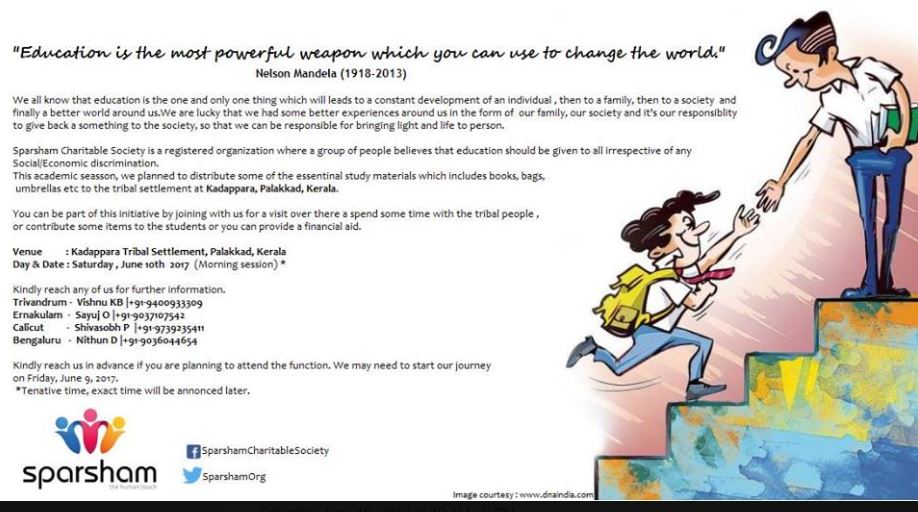 "Education is the most powerful weapon which you can use to change the world."
Nelson Mandela (1918-2013)
We all know that education is the one and only one thing which will leads to a constant development of an individual , then to a family, then to a society and
finally a better world around us.We are lucky that we had some better experiences around us in the form of our family, our society and it's our responsiblity
to give back a something to the society, so that we can be responsible for bringing light and life to person.
Sparsham Charitable Society is a registered organization where a group of people believes that education should be given to all irrespective of any
Social/Economic discrimination.
This academic seasson, we planned to distribute some of the essentinal study materials which includes books, bags,
umbrellas etc to the tribal settlement at Kadappara, Palakkad, Kerala.
You can be part of this initiative by joining with us for a visit over there a spend some time with the tribal people ,
or contribute some items to the students or you can provide a financial aid.
Venue : Kadappara Tribal Settlement, Palakkad, Kerala
Day & Date : Saturday , June 10th 2017 (Morning session) *
Kindly reach any of us for further information.
Trivandrum - Vishnu KB |+91-9400933309
Ernakulam - Sayuj O |+91-9037107542
Calicut - Shivasobh P |+91-9739235411
Bengaluru - Nithun D |+91-9036044654
Kindly reach us in advance if you are planning to attend the function. We may need to start our journey
on Friday, June 9, 2017.
*Tenative time, exact time will be annonced later.
sparsham
the human touch
SparshamCharitableSociety
SparshamOrg
Image courtesy : www.dnaindia.com